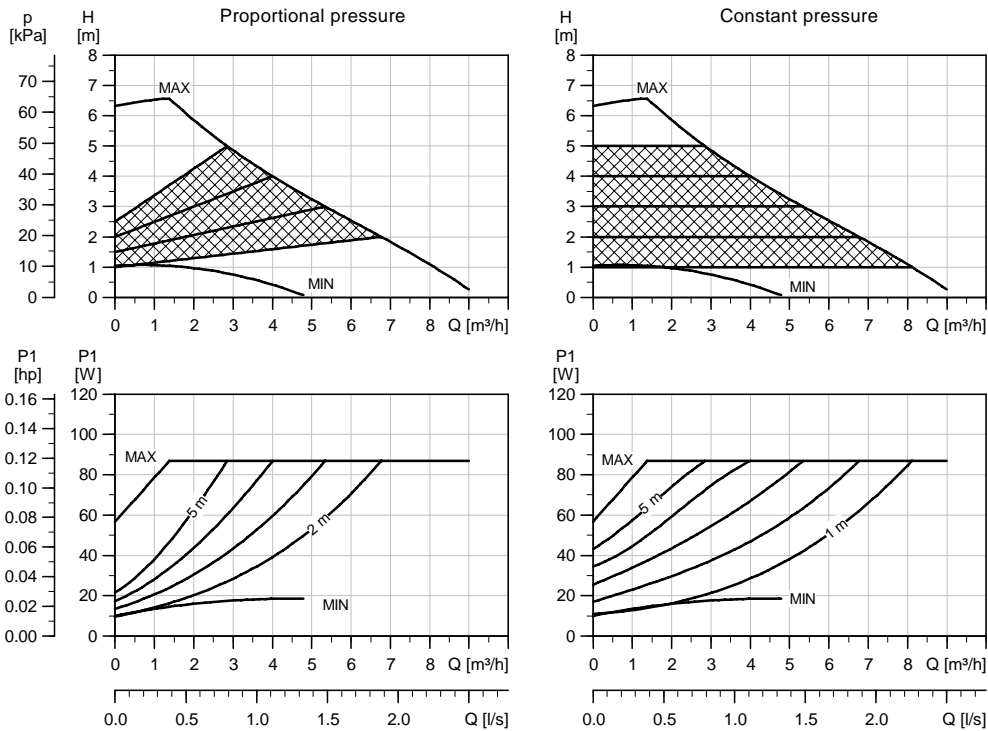 Proportional pressure
p
[kPa]
H
[m]
8
7
6
5
4
3
2
1
0
70
60
50
40
30
20
10
0
MAX
MIN
0 1 2 3 4 5 6 7 8 Q [m³/h]
Constant pressure
H
[m]
8
7
6
5
4
3
2
1
0
MAX
MIN
0 1 2 3 4 5 6 7 8 Q [m³/h]
P1
[hp]
P1
[W]
0.16
0.14
0.12
0.10
0.08
0.06
0.04
0.02
0.00
120
100
80
60
40
20
0
MAX
5 m
2 m
MIN
0 1 2 3 4 5 6 7 8 Q [m³/h]
0.0 0.5 1.0 1.5 2.0 Q [l/s]
P1
[W]
120
100
80
60
40
20
0
MAX
5 m
1 m
MIN
0 1 2 3 4 5 6 7 8 Q [m³/h]
0.0 0.5 1.0 1.5 2.0 Q [l/s]